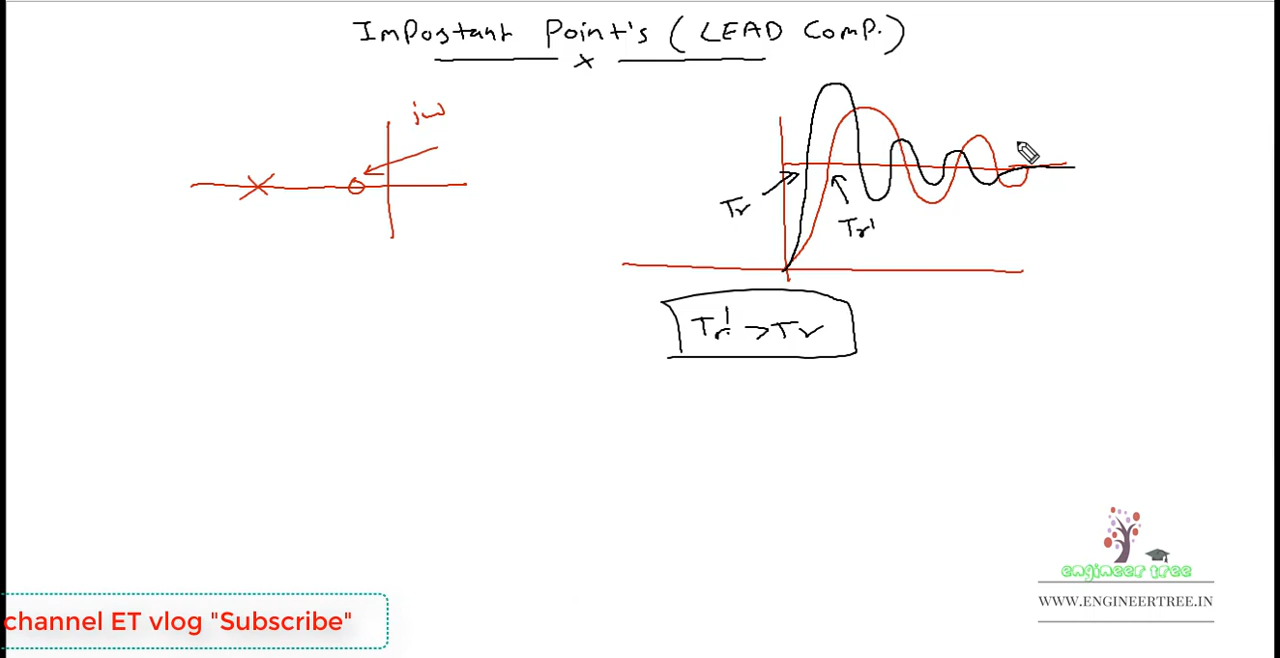 Impostant Point's ( LEAD Comp.)
x
jω
Tr
Tr'
Tr' > Tr
engineer tree
WWW.ENGINEERTREE.IN
channel ET vlog "Subscribe"